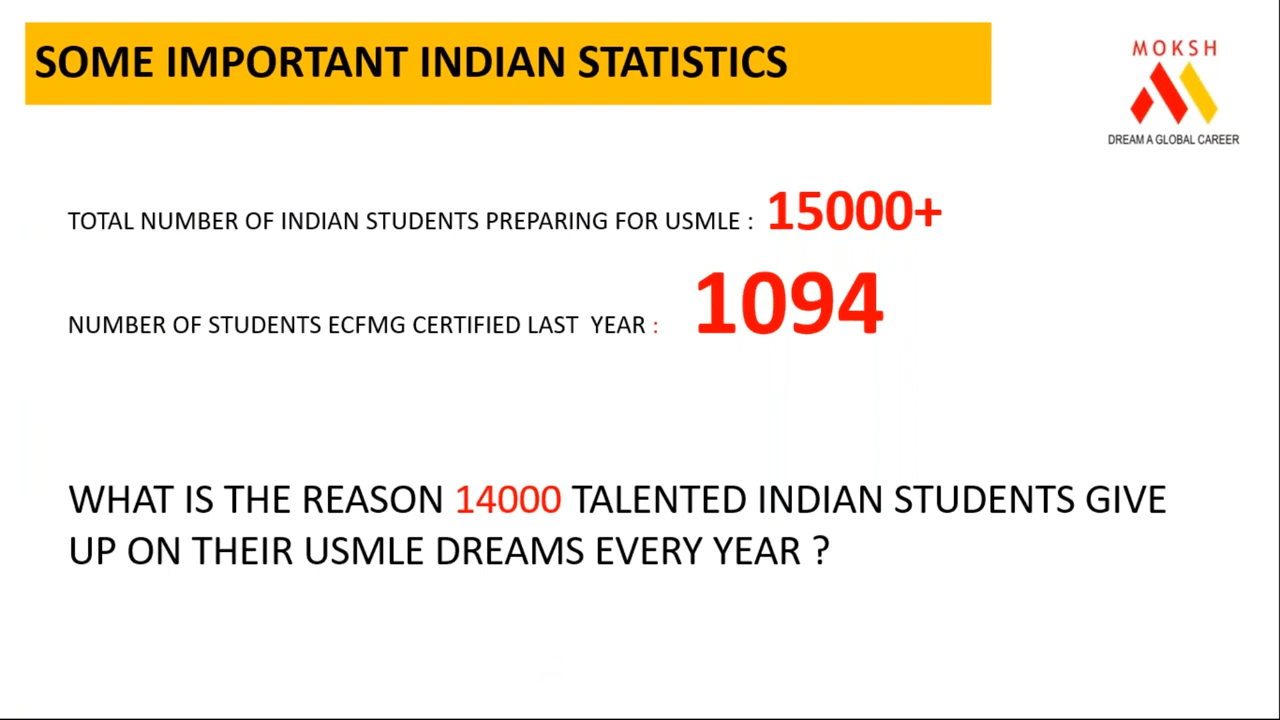 SOME IMPORTANT INDIAN STATISTICS
MOKSH
DREAM A GLOBAL CAREER
TOTAL NUMBER OF INDIAN STUDENTS PREPARING FOR USMLE : 15000+
NUMBER OF STUDENTS ECFMG CERTIFIED LAST YEAR : 1094
WHAT IS THE REASON 14000 TALENTED INDIAN STUDENTS GIVE
UP ON THEIR USMLE DREAMS EVERY YEAR ?